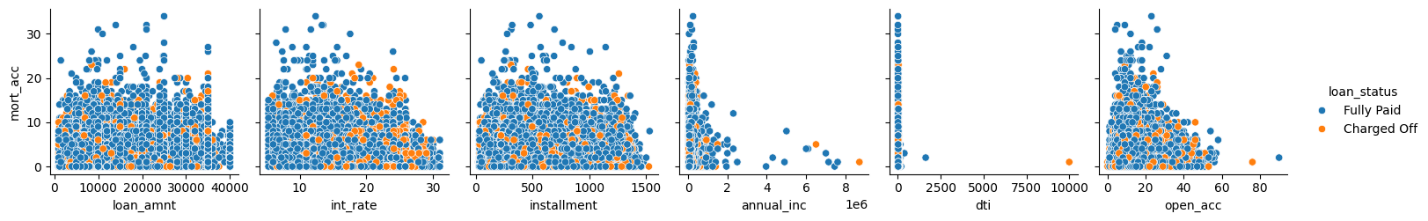 mort_acc
30
20
10
0
0 10000 20000 30000 40000
loan_amnt
10 20 30
int_rate
0 500 1000 1500
installment
0 2 4 6 8
1e6
annual_inc
0 2500 5000 7500 10000
dti
0 20 40 60 80
open_acc
loan_status
Fully Paid
Charged Off